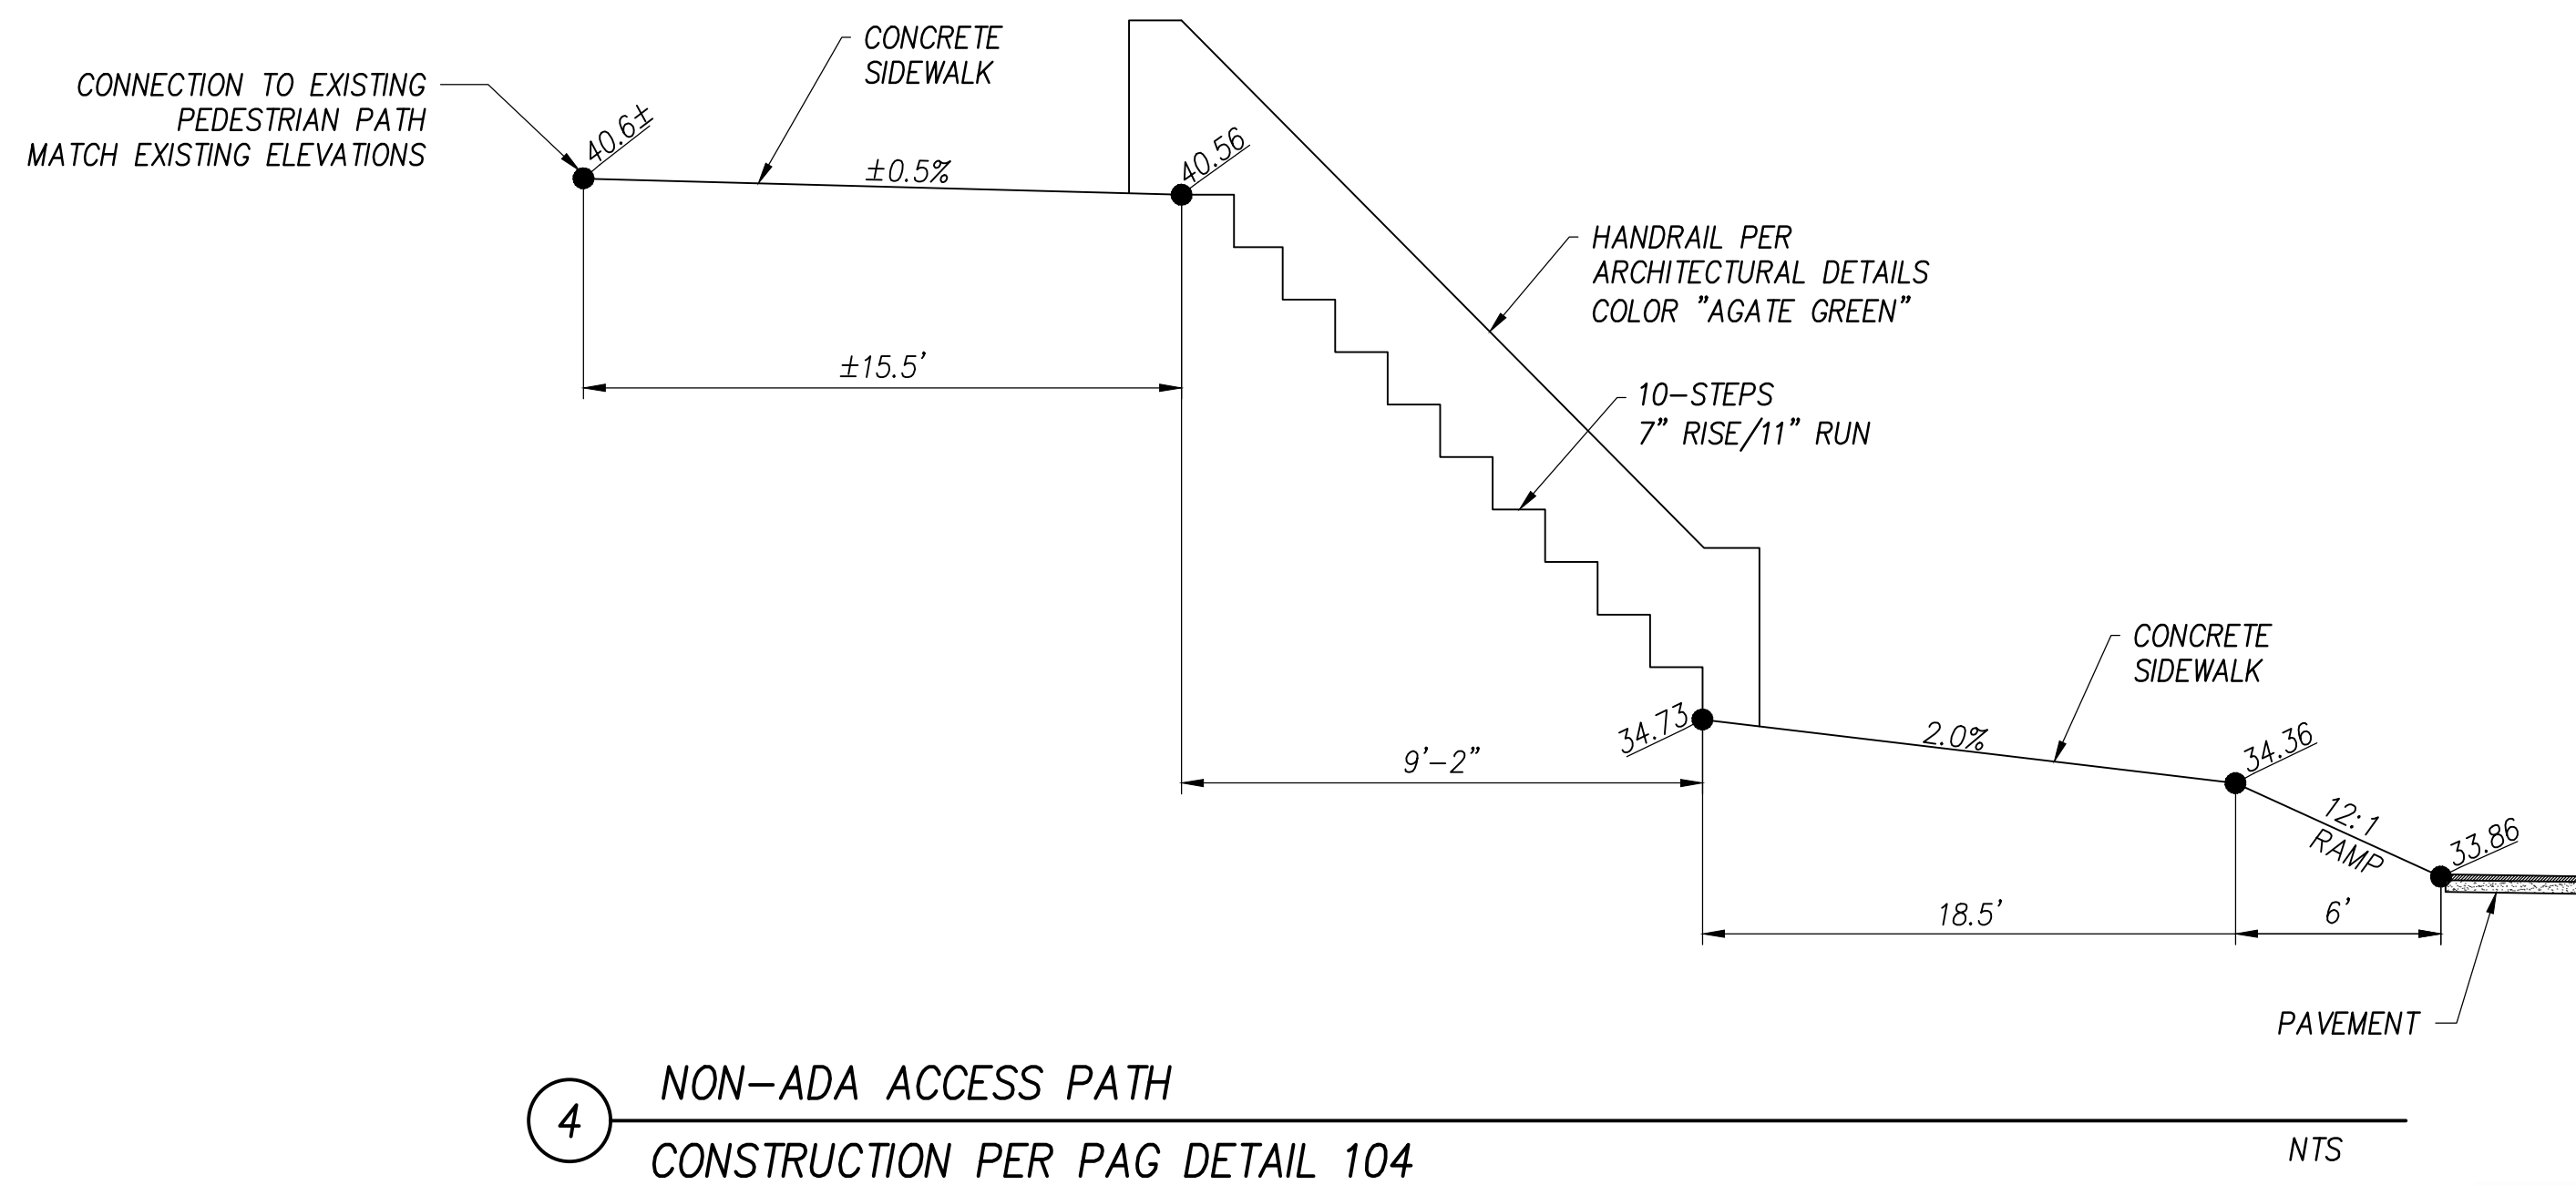 CONNECTION TO EXISTING
PEDESTRIAN PATH
MATCH EXISTING ELEVATIONS
40.6±
CONCRETE
SIDEWALK
±0.5%
40.56
±15.5'
HANDRAIL PER
ARCHITECTURAL DETAILS
COLOR "AGATE GREEN"
10-STEPS
7" RISE/11" RUN
9'-2"
34.73
CONCRETE
SIDEWALK
2.0%
34.36
12:1
RAMP
33.86
18.5'
6'
PAVEMENT
4
NON-ADA ACCESS PATH
CONSTRUCTION PER PAG DETAIL 104
NTS